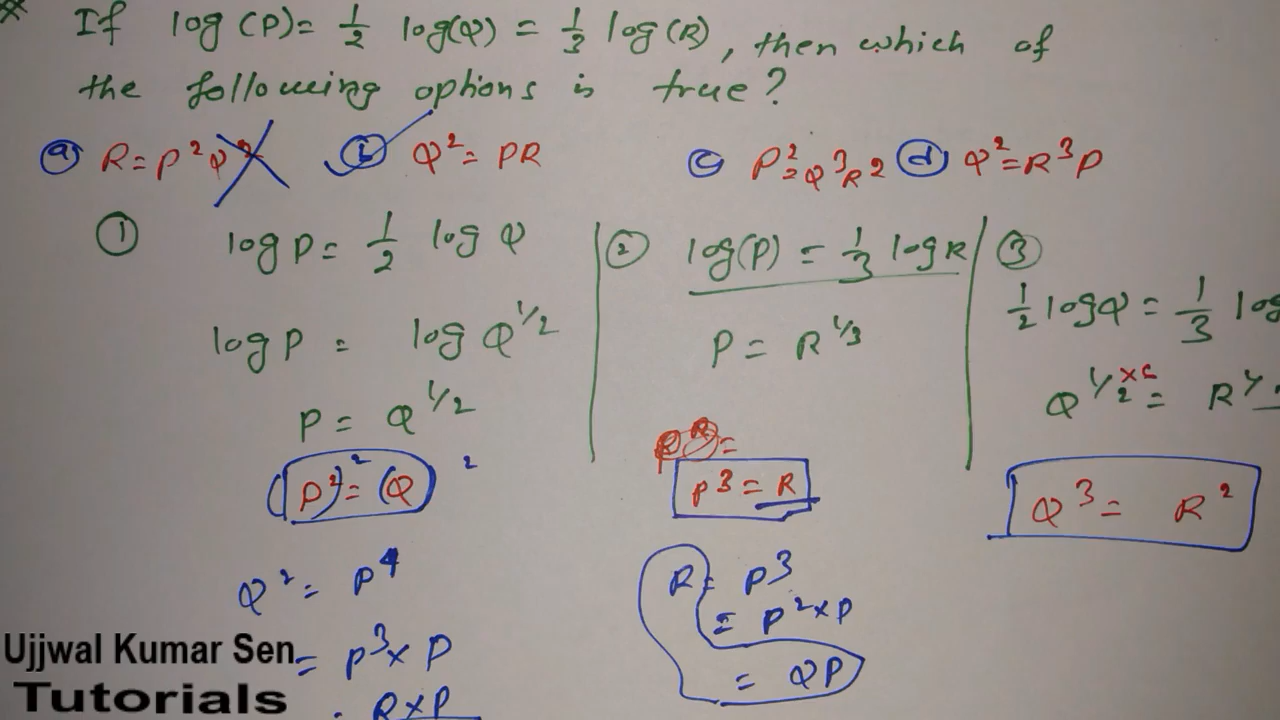 * If log(P) = 1/2 log(Q) = 1/3 log(R), then which of
the following options is true?
(a) R = P²Q² (b) Q² = PR (c) P² = Q³R² (d) Q² = R³P
① log P = 1/2 log Q
log P = log Q^1/2
P = Q^1/2
(P²)² = (Q)²
Q² = P⁴
= P³ × P
= R × P
② log(P) = 1/3 log R
P = R^1/3
P³ = R
R = P³
= P² × P
= QP
③
1/2 log Q = 1/3 log
Q^1/2 ×6 = R
Q³ = R²
Ujjwal Kumar Sen
Tutorials